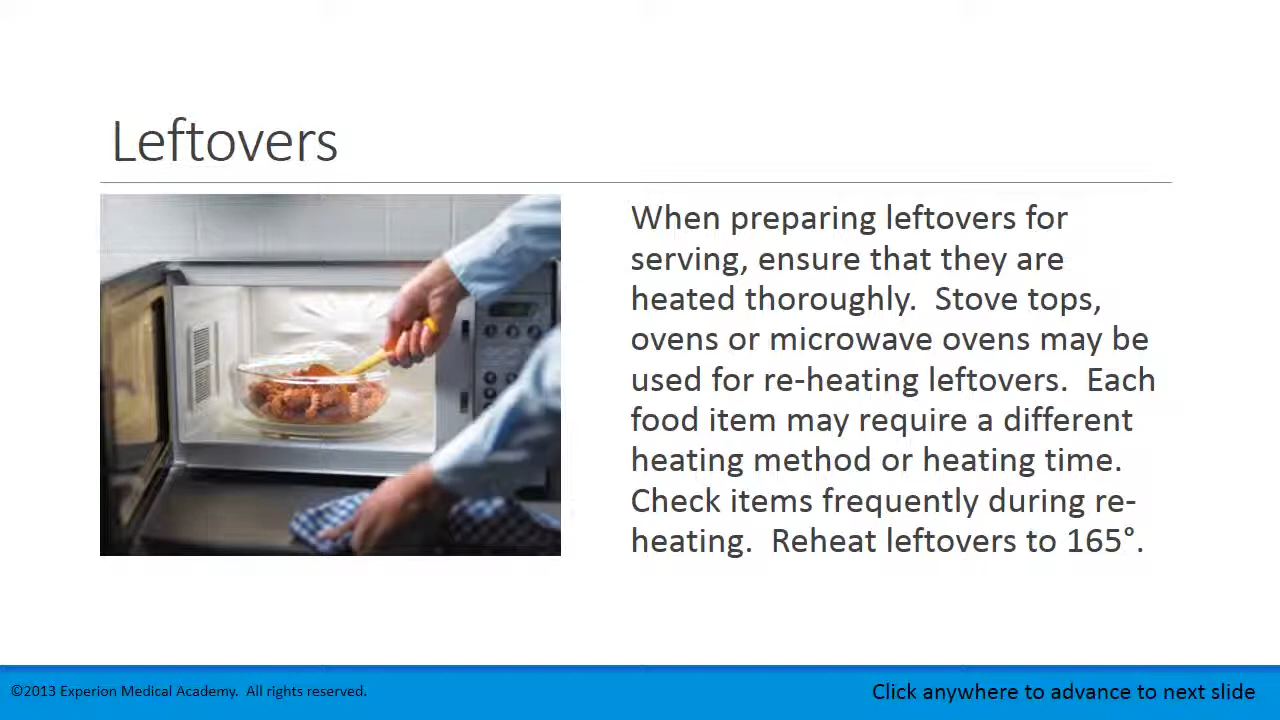 Leftovers
When preparing leftovers for
serving, ensure that they are
heated thoroughly.  Stove tops,
ovens or microwave ovens may be
used for re-heating leftovers.  Each
food item may require a different
heating method or heating time.
Check items frequently during re-
heating.  Reheat leftovers to 165°.
©2013 Experion Medical Academy.  All rights reserved.
Click anywhere to advance to next slide